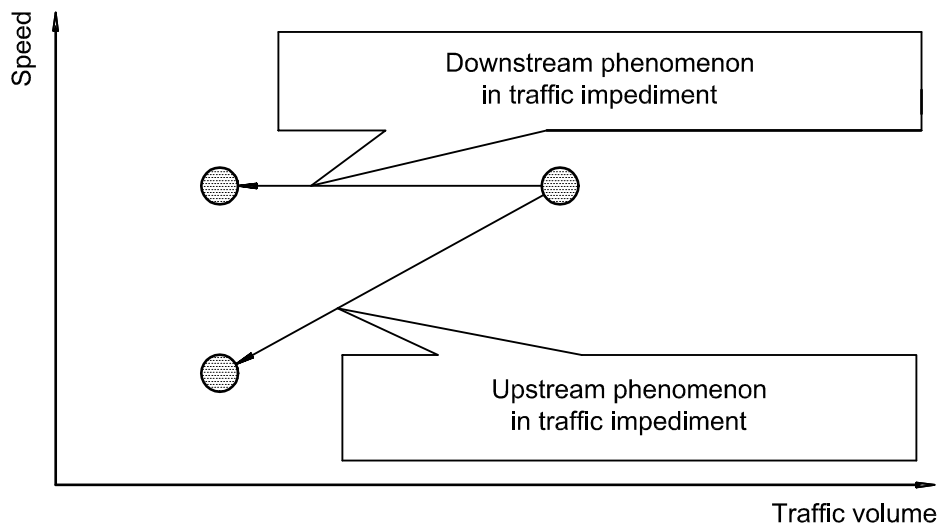 Speed
Downstream phenomenon
in traffic impediment
Upstream phenomenon
in traffic impediment
Traffic volume